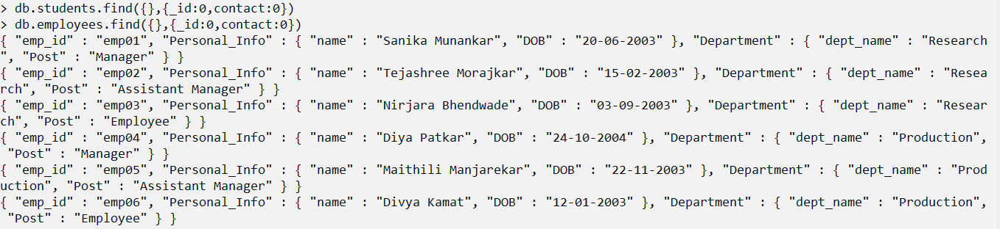 > db.students.find({},{_id:0,contact:0})
> db.employees.find({},{_id:0,contact:0})
{ "emp_id" : "emp01", "Personal_Info" : { "name" : "Sanika Munankar", "DOB" : "20-06-2003" }, "Department" : { "dept_name" : "Research
", "Post" : "Manager" } }
{ "emp_id" : "emp02", "Personal_Info" : { "name" : "Tejashree Morajkar", "DOB" : "15-02-2003" }, "Department" : { "dept_name" : "Resea
rch", "Post" : "Assistant Manager" } }
{ "emp_id" : "emp03", "Personal_Info" : { "name" : "Nirjara Bhendwade", "DOB" : "03-09-2003" }, "Department" : { "dept_name" : "Resear
ch", "Post" : "Employee" } }
{ "emp_id" : "emp04", "Personal_Info" : { "name" : "Diya Patkar", "DOB" : "24-10-2004" }, "Department" : { "dept_name" : "Production",
 "Post" : "Manager" } }
{ "emp_id" : "emp05", "Personal_Info" : { "name" : "Maithili Manjarekar", "DOB" : "22-11-2003" }, "Department" : { "dept_name" : "Prod
uction", "Post" : "Assistant Manager" } }
{ "emp_id" : "emp06", "Personal_Info" : { "name" : "Divya Kamat", "DOB" : "12-01-2003" }, "Department" : { "dept_name" : "Production",
 "Post" : "Employee" } }